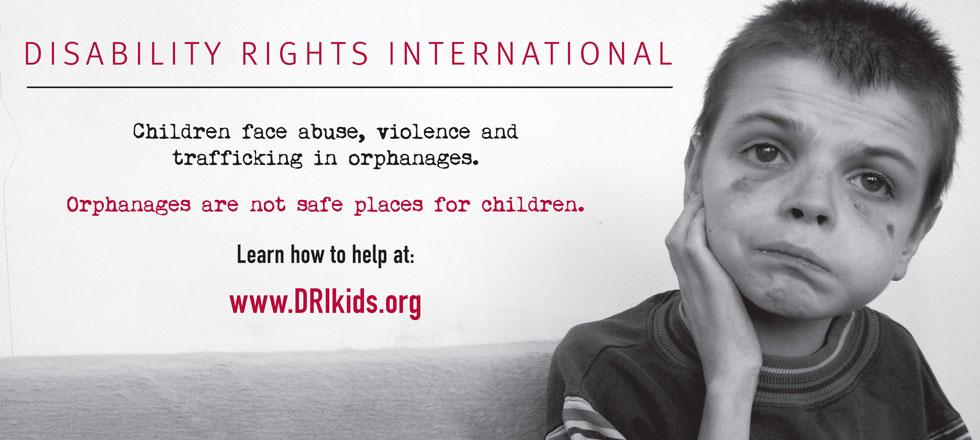 DISABILITY RIGHTS INTERNATIONAL
Children face abuse, violence and
trafficking in orphanages.
Orphanages are not safe places for children.
Learn how to help at:
www.DRIkids.org